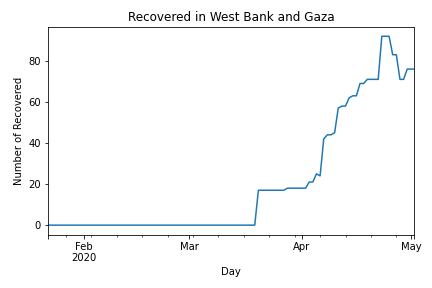 Recovered in West Bank and Gaza
Number of Recovered
80
60
40
20
0
Feb
2020
Mar
Apr
May
Day